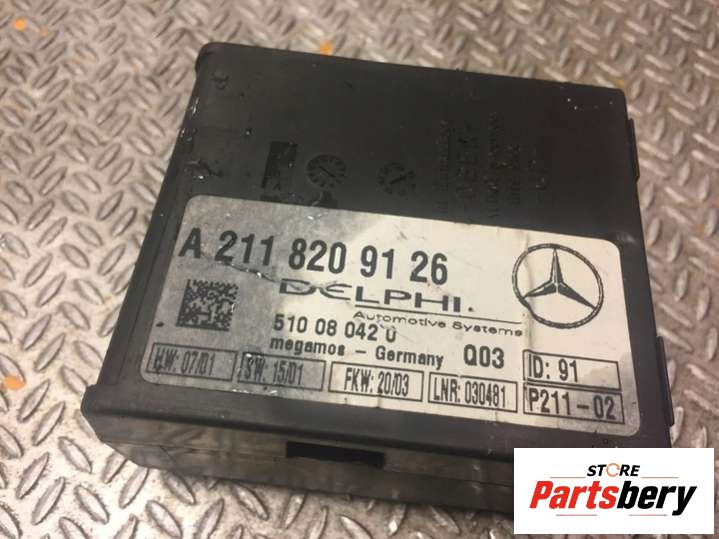 A 211 820 91 26
DELPHI
Automotive Systems
51 08 042 0
megamos - Germany
Q03
ID: 91
HW: 07/01
SW: 15/01
FKW: 20/03
LNR: 030481
P211-02
STORE
Partsbery